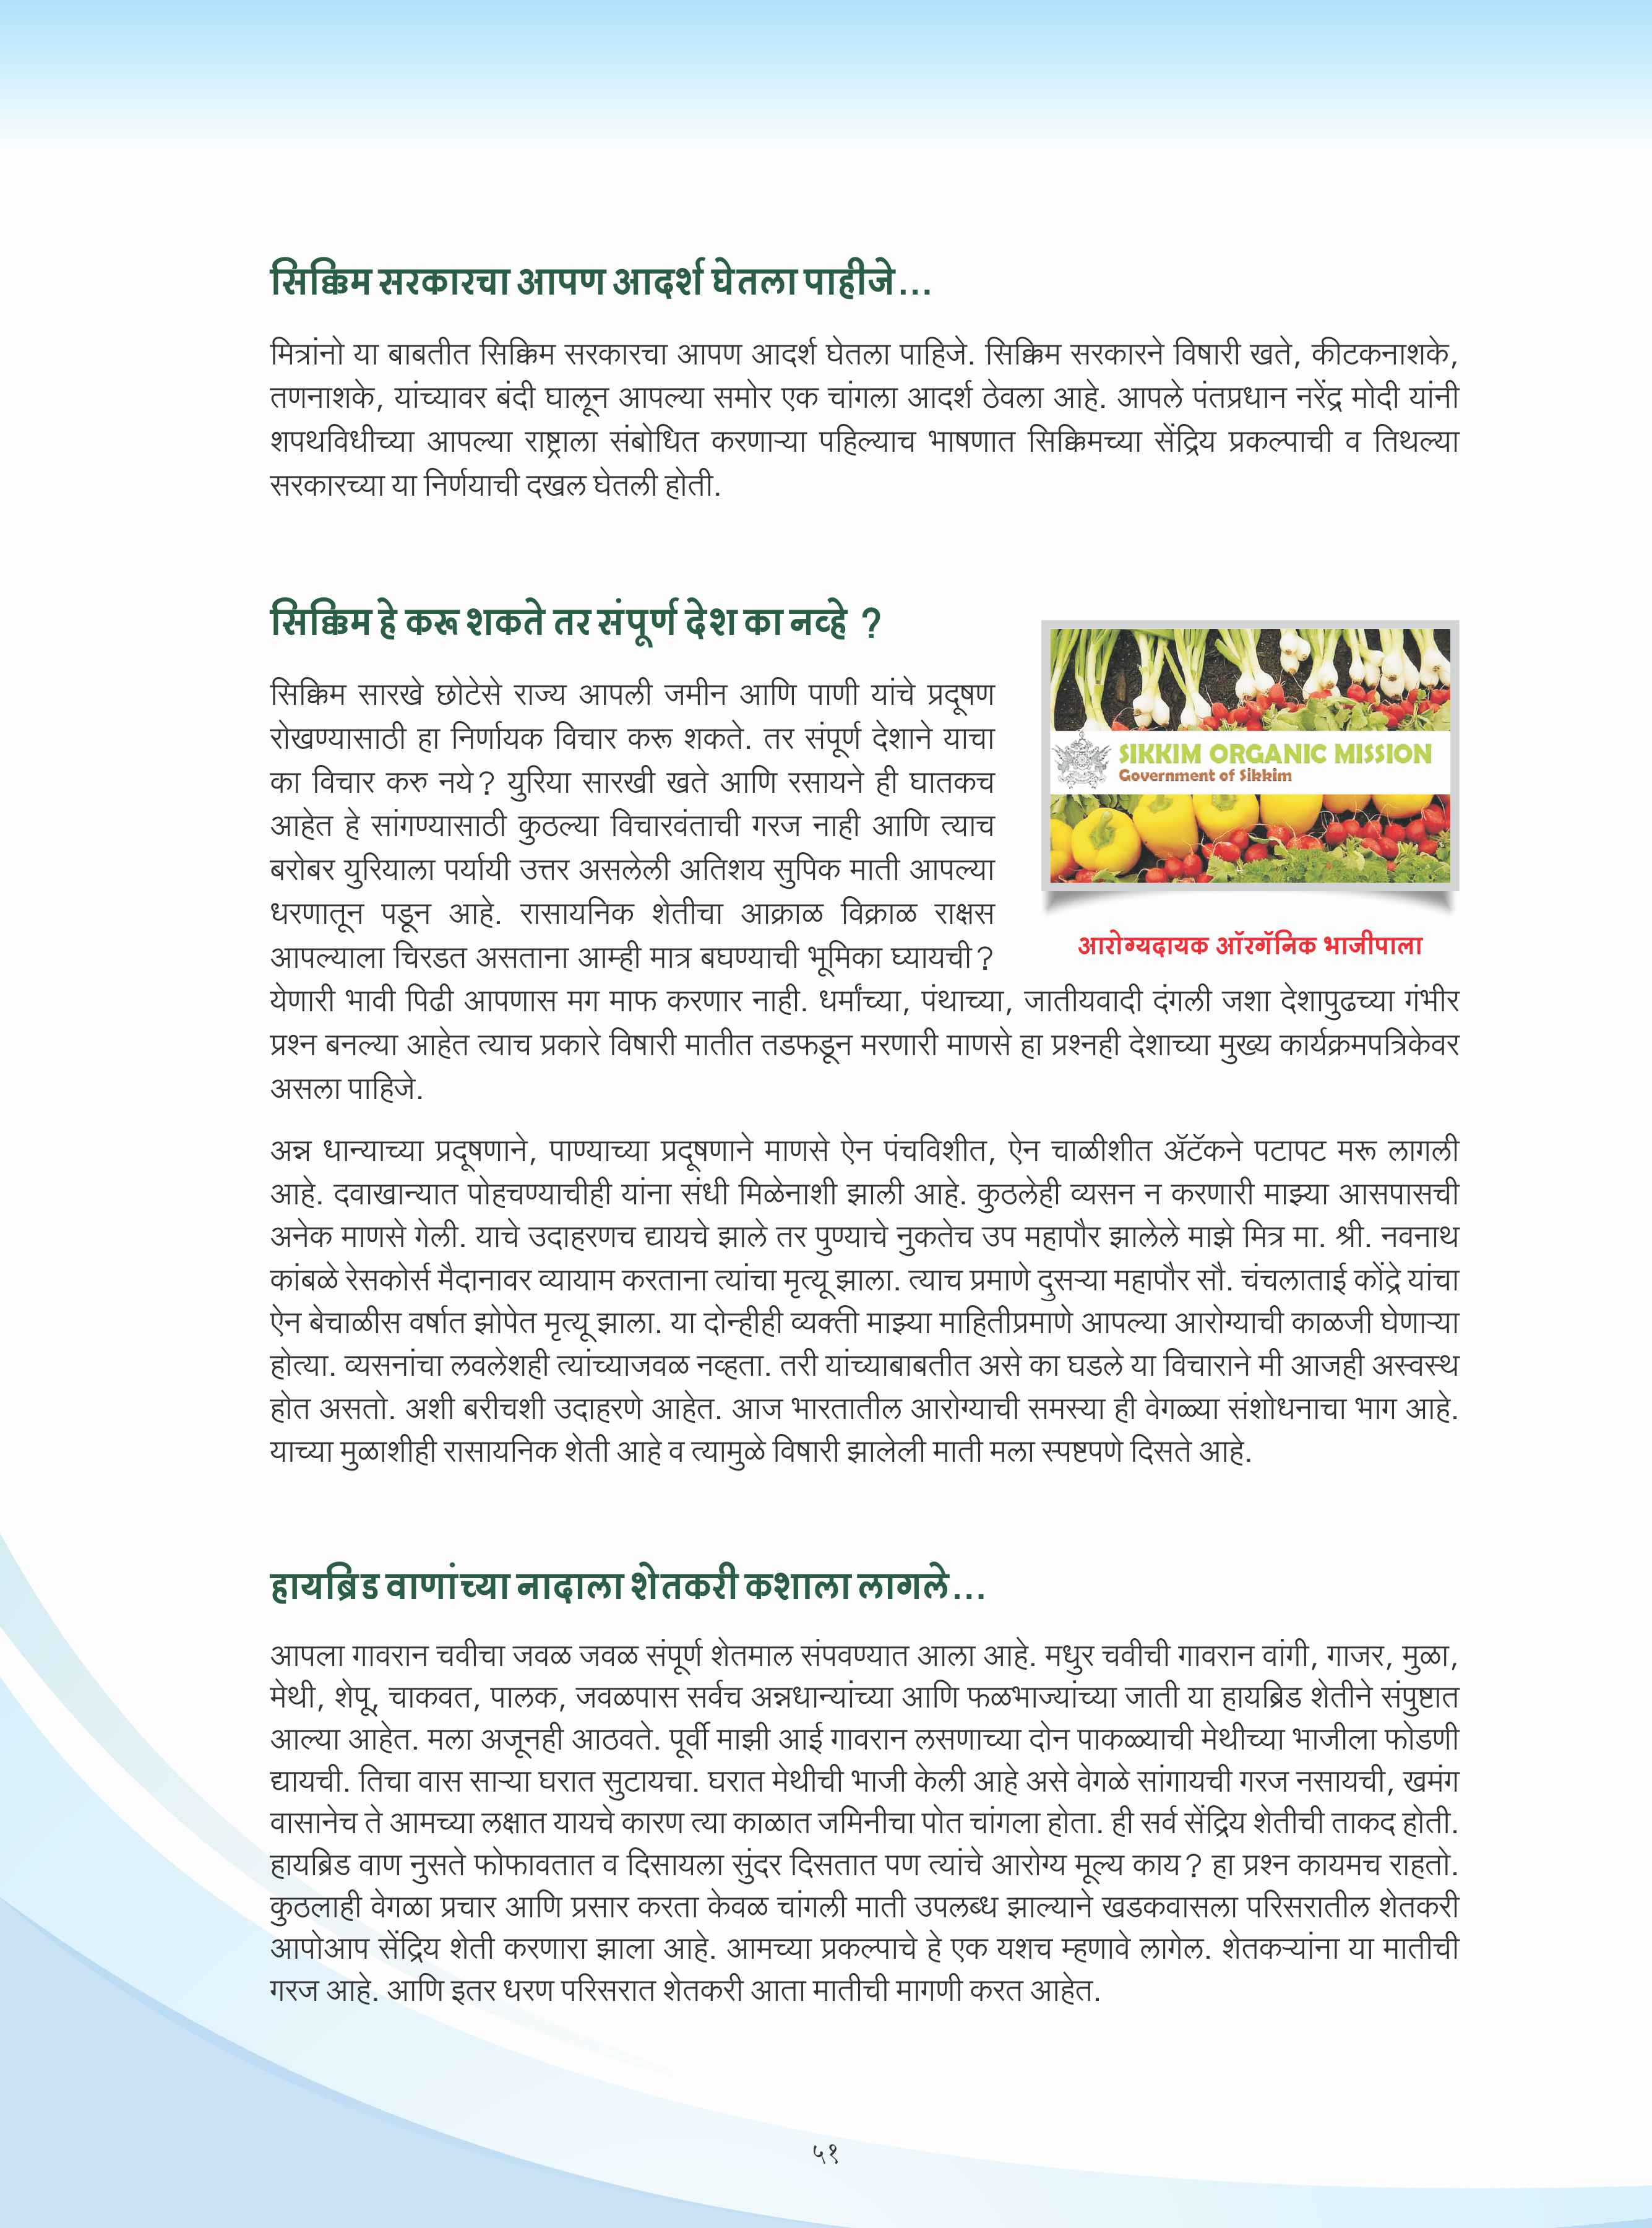 सिक्किम सरकारचा आपण आदर्श घेतला पाहीजे...
मित्रांनो या बाबतीत सिक्किम सरकारचा आपण आदर्श घेतला पाहिजे. सिक्किम सरकारने विषारी खते, कीटकनाशके,
तणनाशके, यांच्यावर बंदी घालून आपल्या समोर एक चांगला आदर्श ठेवला आहे. आपले पंतप्रधान नरेंद्र मोदी यांनी
शपथविधीच्या आपल्या राष्ट्राला संबोधित करणाऱ्या पहिल्याच भाषणात सिक्किमच्या सेंद्रिय प्रकल्पाची व तिथल्या
सरकारच्या या निर्णयाची दखल घेतली होती.
सिक्किम हे करू शकते तर संपूर्ण देश का नव्हे ?
सिक्किम सारखे छोटेसे राज्य आपली जमीन आणि पाणी यांचे प्रदूषण
रोखण्यासाठी हा निर्णायक विचार करू शकते. तर संपूर्ण देशाने याचा
का विचार करु नये? युरिया सारखी खते आणि रसायने ही घातकच
आहेत हे सांगण्यासाठी कुठल्या विचारवंताची गरज नाही आणि त्याच
बरोबर युरियाला पर्यायी उत्तर असलेली अतिशय सुपिक माती आपल्या
धरणातून पडून आहे. रासायनिक शेतीचा आक्राळ विक्राळ राक्षस
आपल्याला चिरडत असताना आम्ही मात्र बघण्याची भूमिका घ्यायची?
येणारी भावी पिढी आपणास मग माफ करणार नाही. धर्मांच्या, पंथाच्या, जातीयवादी दंगली जशा देशापुढच्या गंभीर
प्रश्न बनल्या आहेत त्याच प्रकारे विषारी मातीत तडफडून मरणारी माणसे हा प्रश्नही देशाच्या मुख्य कार्यक्रमपत्रिकेवर
असला पाहिजे.
SIKKIM ORGANIC MISSION
Government of Sikkim
आरोग्यदायक ऑरगॅनिक भाजीपाला
अन्न धान्याच्या प्रदूषणाने, पाण्याच्या प्रदूषणाने माणसे ऐन पंचविशीत, ऐन चाळीशीत ॲटॅकने पटापट मरू लागली
आहे. दवाखान्यात पोहचण्याचीही यांना संधी मिळेनाशी झाली आहे. कुठलेही व्यसन न करणारी माझ्या आसपासची
अनेक माणसे गेली. याचे उदाहरणच द्यायचे झाले तर पुण्याचे नुकतेच उप महापौर झालेले माझे मित्र मा. श्री. नवनाथ
कांबळे रेसकोर्स मैदानावर व्यायाम करताना त्यांचा मृत्यू झाला. त्याच प्रमाणे दुसऱ्या महापौर सौ. चंचलाताई कोंद्रे यांचा
ऐन बेचाळीस वर्षात झोपेत मृत्यू झाला. या दोन्हीही व्यक्ती माझ्या माहितीप्रमाणे आपल्या आरोग्याची काळजी घेणाऱ्या
होत्या. व्यसनांचा लवलेशही त्यांच्याजवळ नव्हता. तरी यांच्याबाबतीत असे का घडले या विचाराने मी आजही अस्वस्थ
होत असतो. अशी बरीचशी उदाहरणे आहेत. आज भारतातील आरोग्याची समस्या ही वेगळ्या संशोधनाचा भाग आहे.
याच्या मुळाशीही रासायनिक शेती आहे व त्यामुळे विषारी झालेली माती मला स्पष्टपणे दिसते आहे.
हायब्रिड वाणांच्या नादाला शेतकरी कशाला लागले...
आपला गावरान चवीचा जवळ जवळ संपूर्ण शेतमाल संपवण्यात आला आहे. मधुर चवीची गावरान वांगी, गाजर, मुळा,
मेथी, शेपू, चाकवत, पालक, जवळपास सर्वच अन्नधान्यांच्या आणि फळभाज्यांच्या जाती या हायब्रिड शेतीने संपुष्टात
आल्या आहेत. मला अजूनही आठवते. पूर्वी माझी आई गावरान लसणाच्या दोन पाकळ्याची मेथीच्या भाजीला फोडणी
द्यायची. तिचा वास साऱ्या घरात सुटायचा. घरात मेथीची भाजी केली आहे असे वेगळे सांगायची गरज नसायची, खमंग
वासानेच ते आमच्या लक्षात यायचे कारण त्या काळात जमिनीचा पोत चांगला होता. ही सर्व सेंद्रिय शेतीची ताकद होती.
हायब्रिड वाण नुसते फोफावतात व दिसायला सुंदर दिसतात पण त्यांचे आरोग्य मूल्य काय? हा प्रश्न कायमच राहतो.
कुठलाही वेगळा प्रचार आणि प्रसार करता केवळ चांगली माती उपलब्ध झाल्याने खडकवासला परिसरातील शेतकरी
आपोआप सेंद्रिय शेती करणारा झाला आहे. आमच्या प्रकल्पाचे हे एक यशच म्हणावे लागेल. शेतकऱ्यांना या मातीची
गरज आहे. आणि इतर धरण परिसरात शेतकरी आता मातीची मागणी करत आहेत.
५१